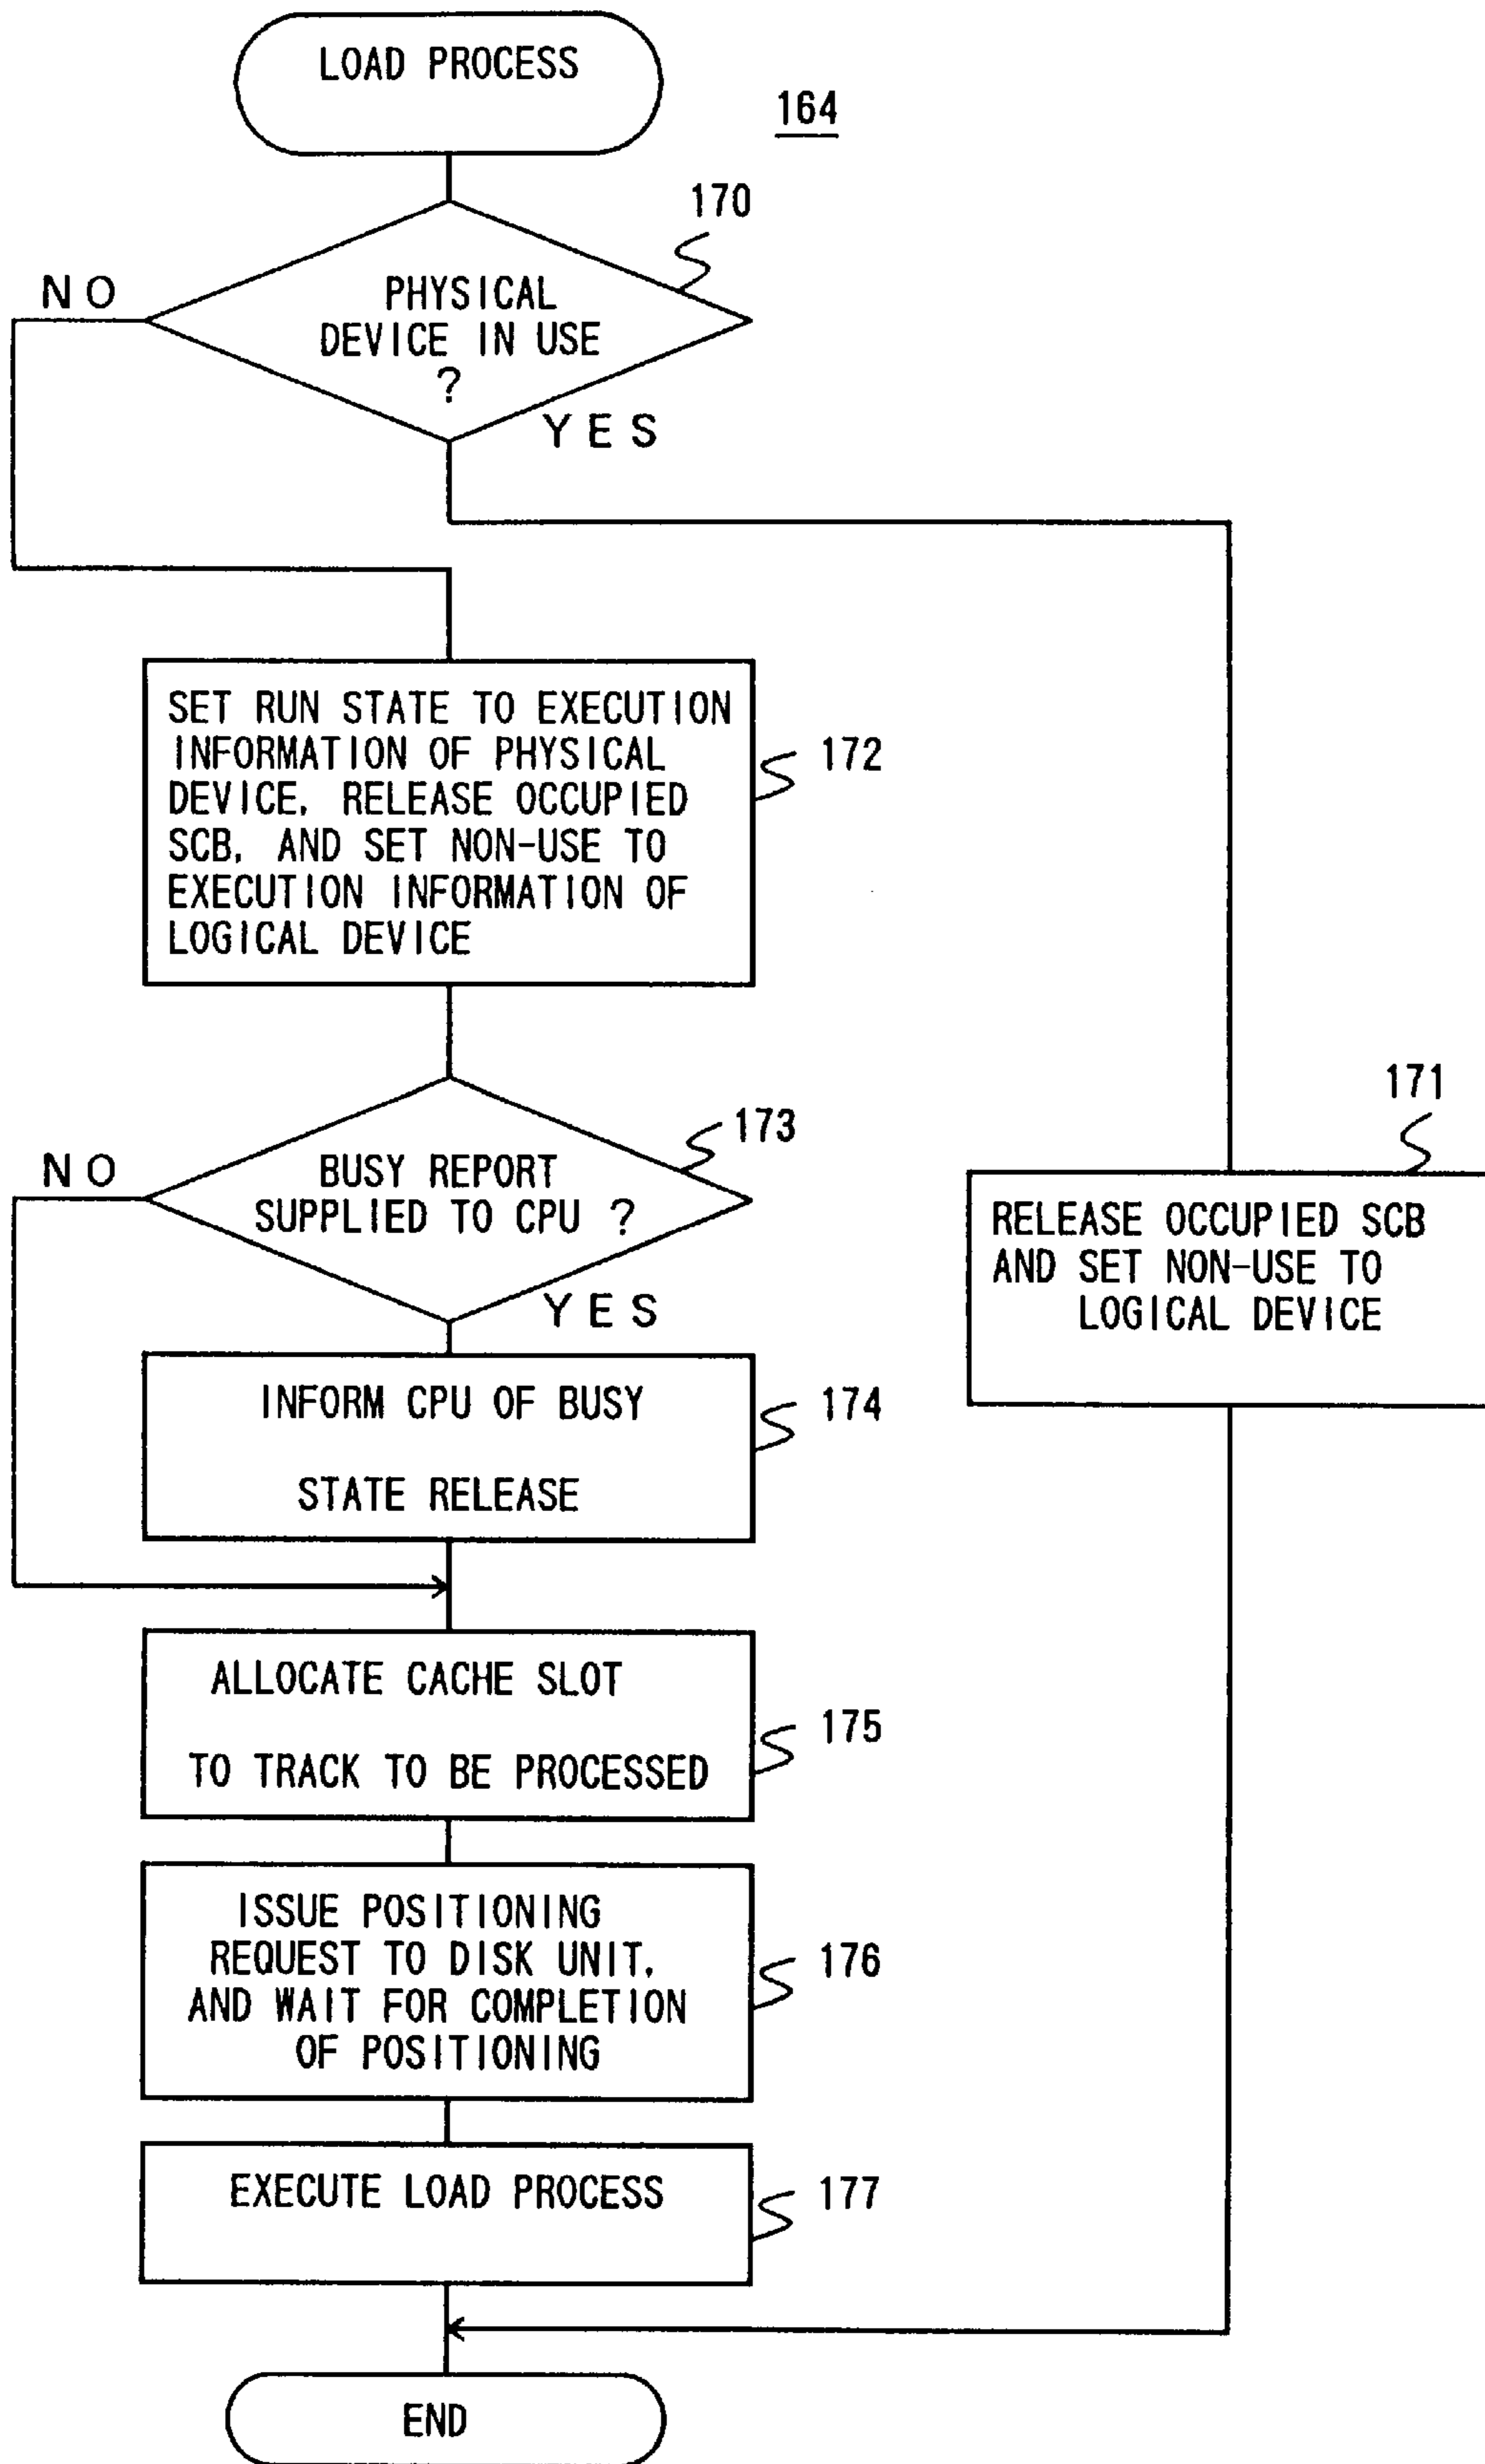 LOAD PROCESS
164
170
NO
PHYSICAL
DEVICE IN USE
?
YES
SET RUN STATE TO EXECUTION
INFORMATION OF PHYSICAL
DEVICE, RELEASE OCCUPIED
SCB, AND SET NON-USE TO
EXECUTION INFORMATION OF
LOGICAL DEVICE
172
173
NO
BUSY REPORT
SUPPLIED TO CPU ?
YES
171
RELEASE OCCUPIED SCB
AND SET NON-USE TO
LOGICAL DEVICE
INFORM CPU OF BUSY
STATE RELEASE
174
ALLOCATE CACHE SLOT
TO TRACK TO BE PROCESSED
175
ISSUE POSITIONING
REQUEST TO DISK UNIT,
AND WAIT FOR COMPLETION
OF POSITIONING
176
EXECUTE LOAD PROCESS
177
END